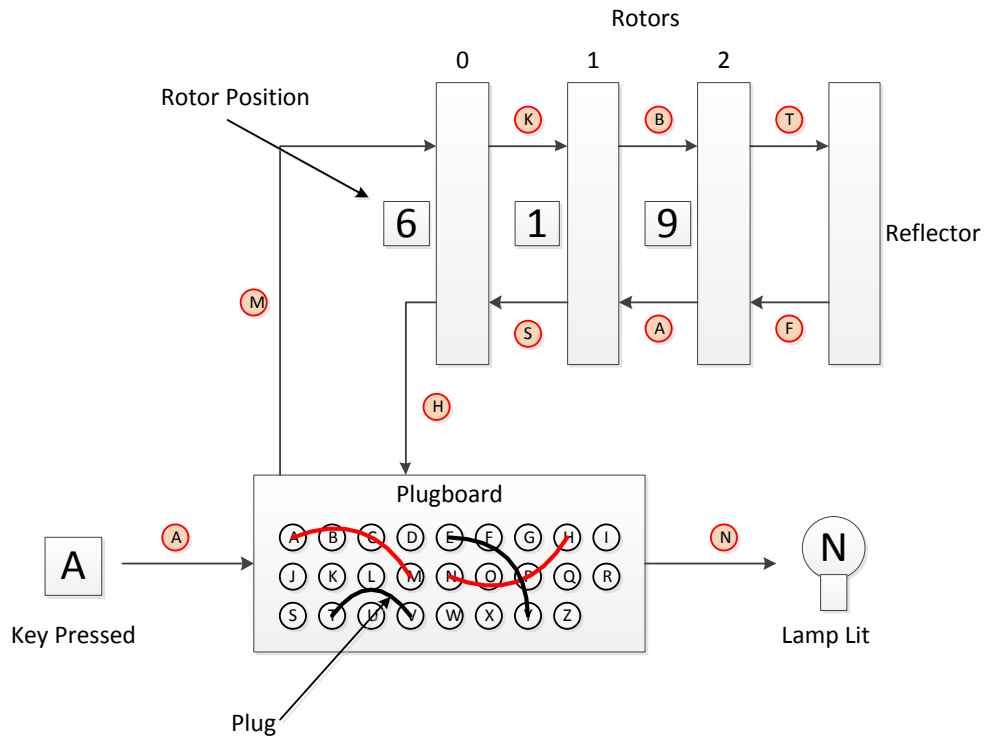 Rotors
0 1 2
Rotor Position
K B T
6 1 9
Reflector
M
S A F
H
Plugboard
A B C D E F G H I
J K L M N O P Q R
S T U V W X Y Z
A
A
Key Pressed
N
N
Lamp Lit
Plug